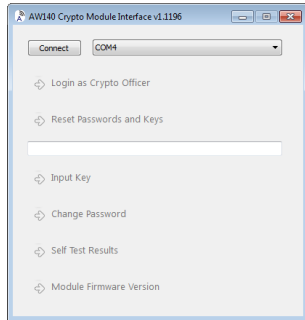 AW140 Crypto Module Interface v1.1196
Connect COM4
Login as Crypto Officer
Reset Passwords and Keys
Input Key
Change Password
Self Test Results
Module Firmware Version